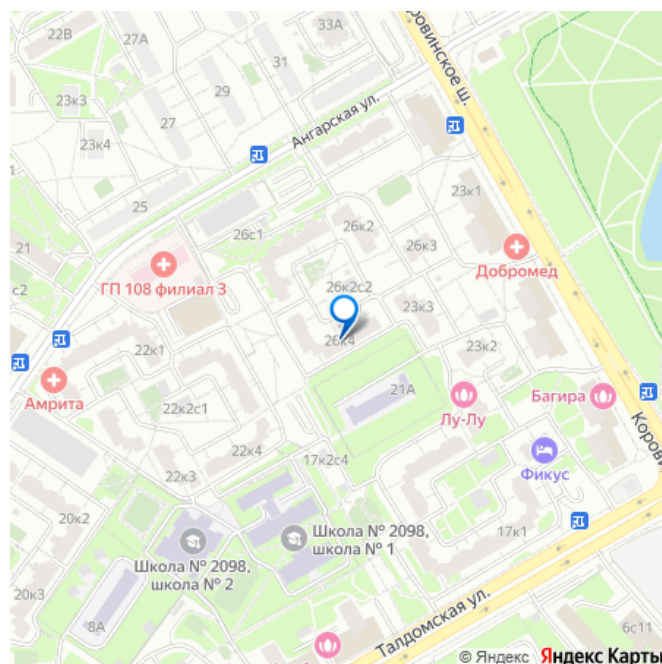 22В
27А
33А
РОВИНСКОЕ Ш.
31
23к3
29
27
23к4
Ангарская ул.
25
23к1
26к2
26с1
26к3
21
ГП 108 филиал 3
Добромед
с2
26к2с2
23к3
26к4
22к1
23к2
21А
Амрита
Багира
22к2с1
Лу-Лу
КОРОВИ
22к4
17к2с4
22к3
Фикус
20к2
Школа № 2098,
школа № 1
17к1
Школа № 2098,
школа № 2
20к3
8А
Талдомская ул.
6с11
© Яндекс Яндекс Карты